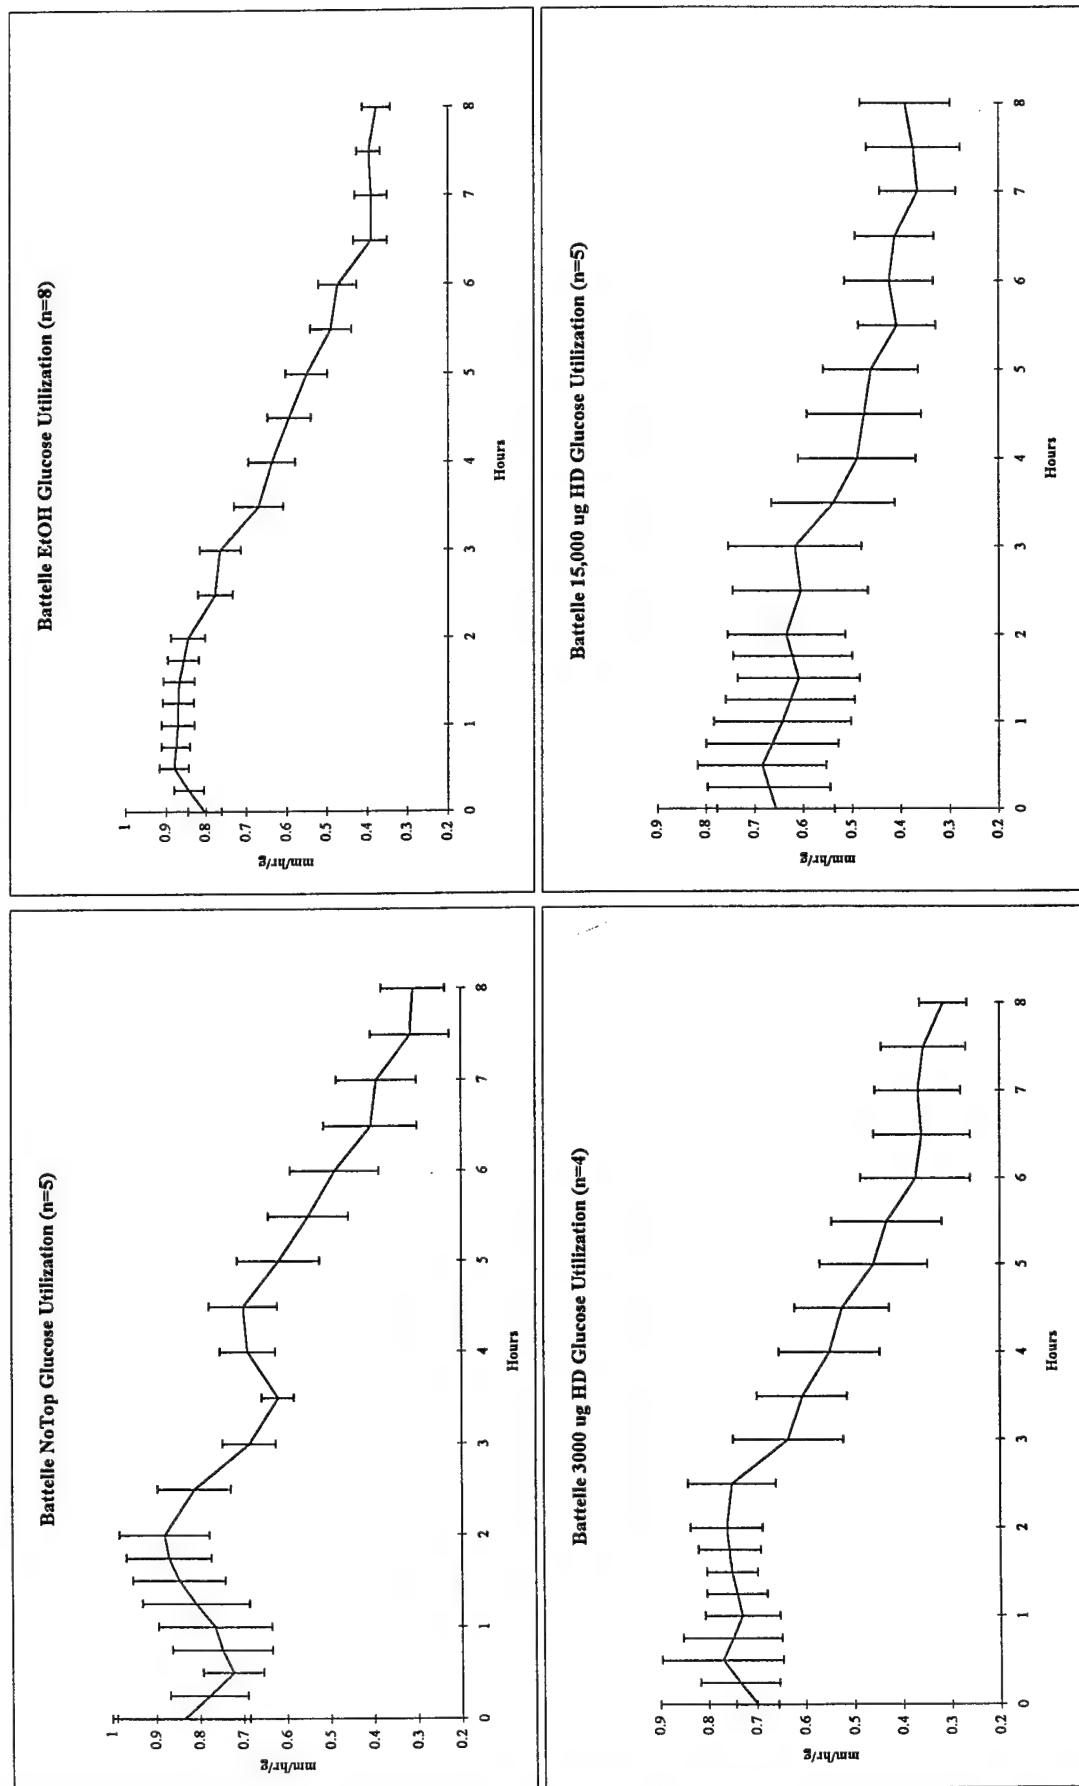 Battelle NoTop Glucose Utilization (n=5)
1
0.9
0.8
0.7
0.6
0.5
0.4
0.3
0.2
mm/hr/g
0 1 2 3 4 5 6 7 8
Hours
Battelle EtOH Glucose Utilization (n=8)
1
0.9
0.8
0.7
0.6
0.5
0.4
0.3
0.2
mm/hr/g
0 1 2 3 4 5 6 7 8
Hours
Battelle 3000 ug HD Glucose Utilization (n=4)
0.9
0.8
0.7
0.6
0.5
0.4
0.3
0.2
mm/hr/g
0 1 2 3 4 5 6 7 8
Hours
Battelle 15,000 ug HD Glucose Utilization (n=5)
0.9
0.8
0.7
0.6
0.5
0.4
0.3
0.2
mm/hr/g
0 1 2 3 4 5 6 7 8
Hours